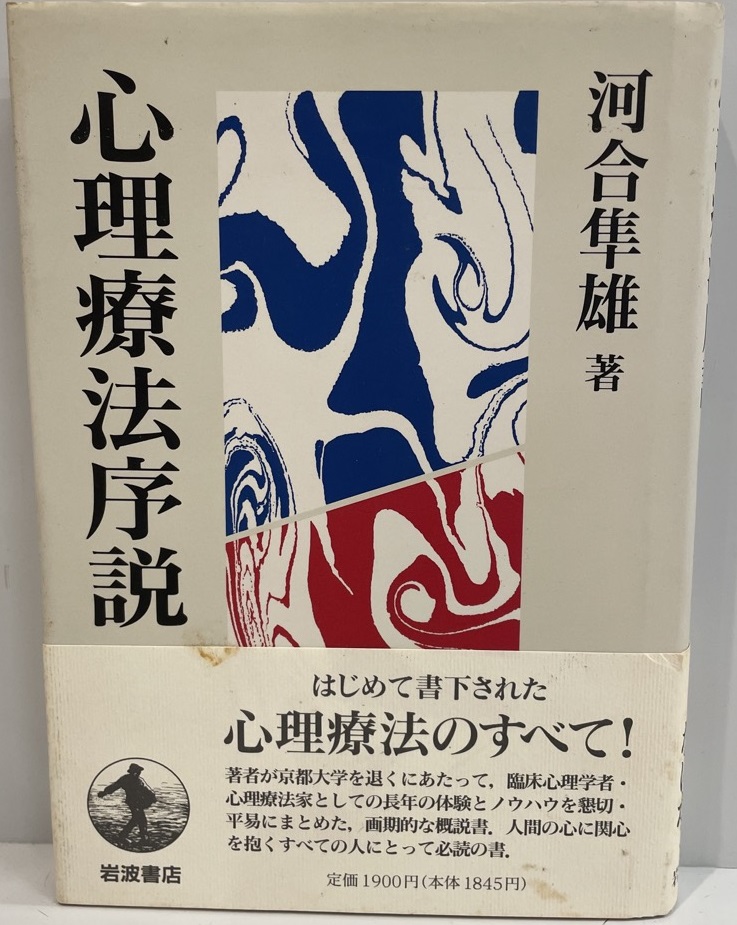 河合隼雄 著
心理療法序説
はじめて書下された
心理療法のすべて!
著者が京都大学を退くにあたって，臨床心理学者・
心理療法家としての長年の体験とノウハウを懇切・
平易にまとめた，画期的な概説書．人間の心に関心
を抱くすべての人にとって必読の書．
岩波書店
定価1900円(本体1845円)